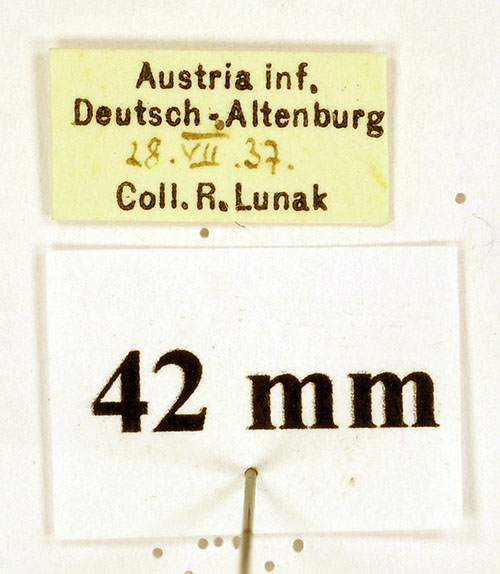 Austria inf.
Deutsch-Altenburg
28.VII.37.
Coll. R. Lunak
42 mm